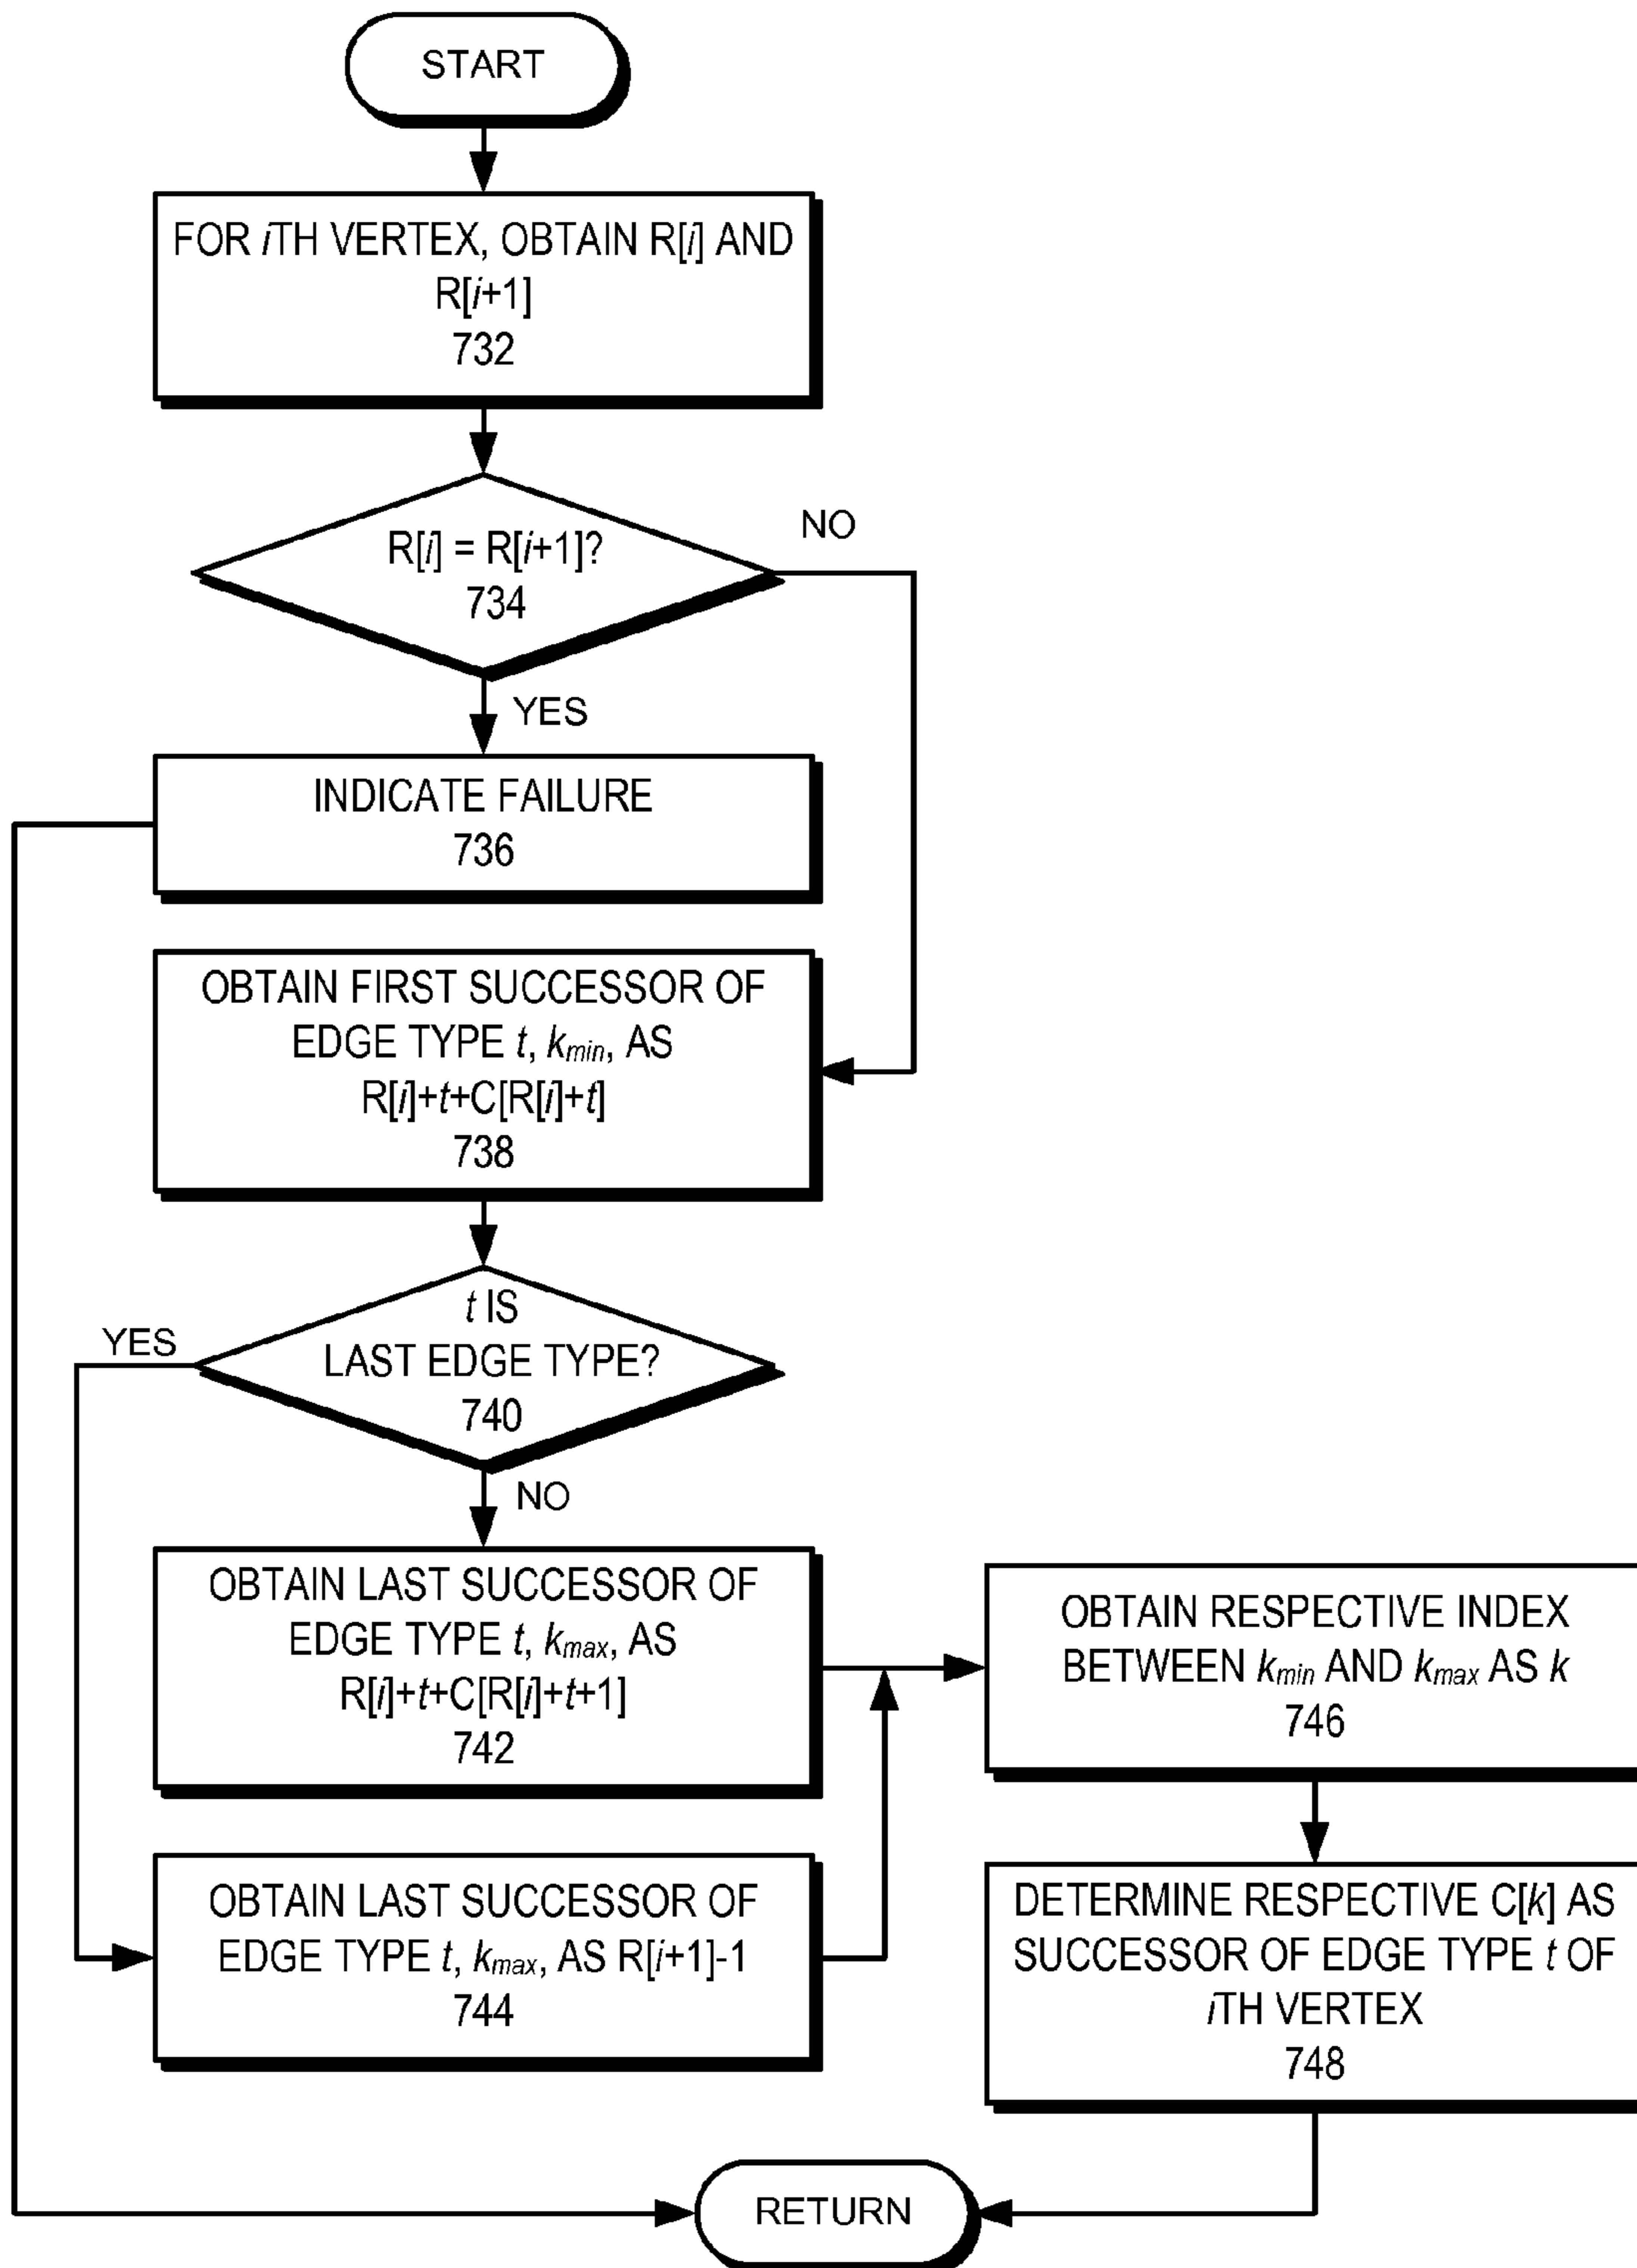 START
FOR iTH VERTEX, OBTAIN R[i] AND
R[i+1]
732
R[i] = R[i+1]?
734
NO
YES
INDICATE FAILURE
736
OBTAIN FIRST SUCCESSOR OF
EDGE TYPE t, kmin, AS
R[i]+t+C[R[i]+t]
738
t IS
LAST EDGE TYPE?
740
YES
NO
OBTAIN LAST SUCCESSOR OF
EDGE TYPE t, kmax, AS
R[i]+t+C[R[i]+t+1]
742
OBTAIN LAST SUCCESSOR OF
EDGE TYPE t, kmax, AS R[i+1]-1
744
OBTAIN RESPECTIVE INDEX
BETWEEN kmin AND kmax AS k
746
DETERMINE RESPECTIVE C[k] AS
SUCCESSOR OF EDGE TYPE t OF
iTH VERTEX
748
RETURN